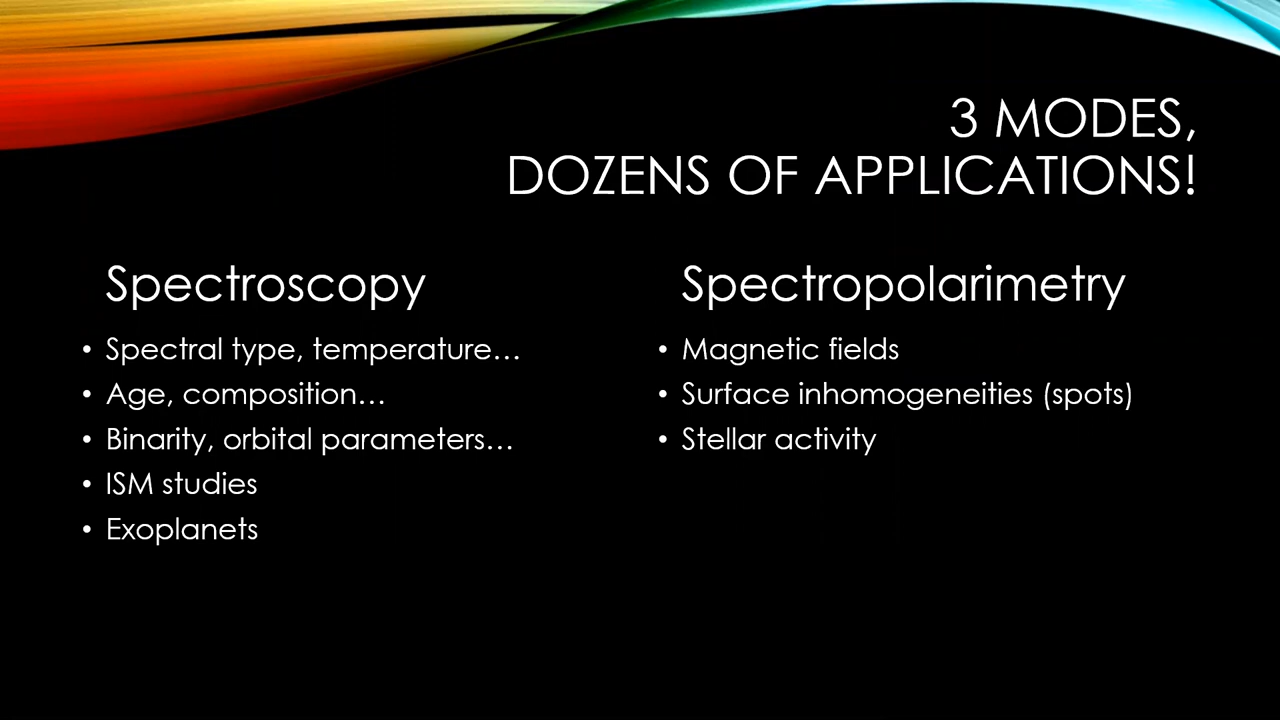 3 MODES,
DOZENS OF APPLICATIONS!
Spectroscopy
• Spectral type, temperature…
• Age, composition…
• Binarity, orbital parameters…
• ISM studies
• Exoplanets
Spectropolarimetry
• Magnetic fields
• Surface inhomogeneities (spots)
• Stellar activity